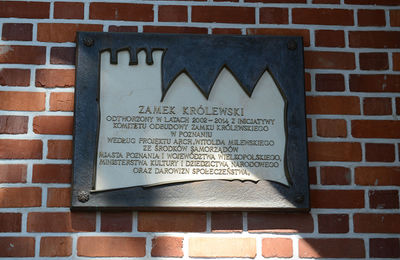 ZAMEK KRÓLEWSKI
ODTWORZONY W LATACH 2002-2014 Z INICJATYWY
KOMITETU ODBUDOWY ZAMKU KRÓLEWSKIEGO
W POZNANIU
WEDŁUG PROJEKTU ARCH. WITOLDA MILEWSKIEGO
ZE ŚRODKÓW SAMORZĄDÓW
MIASTA POZNANIA I WOJEWÓDZTWA WIELKOPOLSKIEGO,
MINISTERSTWA KULTURY I DZIEDZICTWA NARODOWEGO
ORAZ DAROWIZN SPOŁECZEŃSTWA.